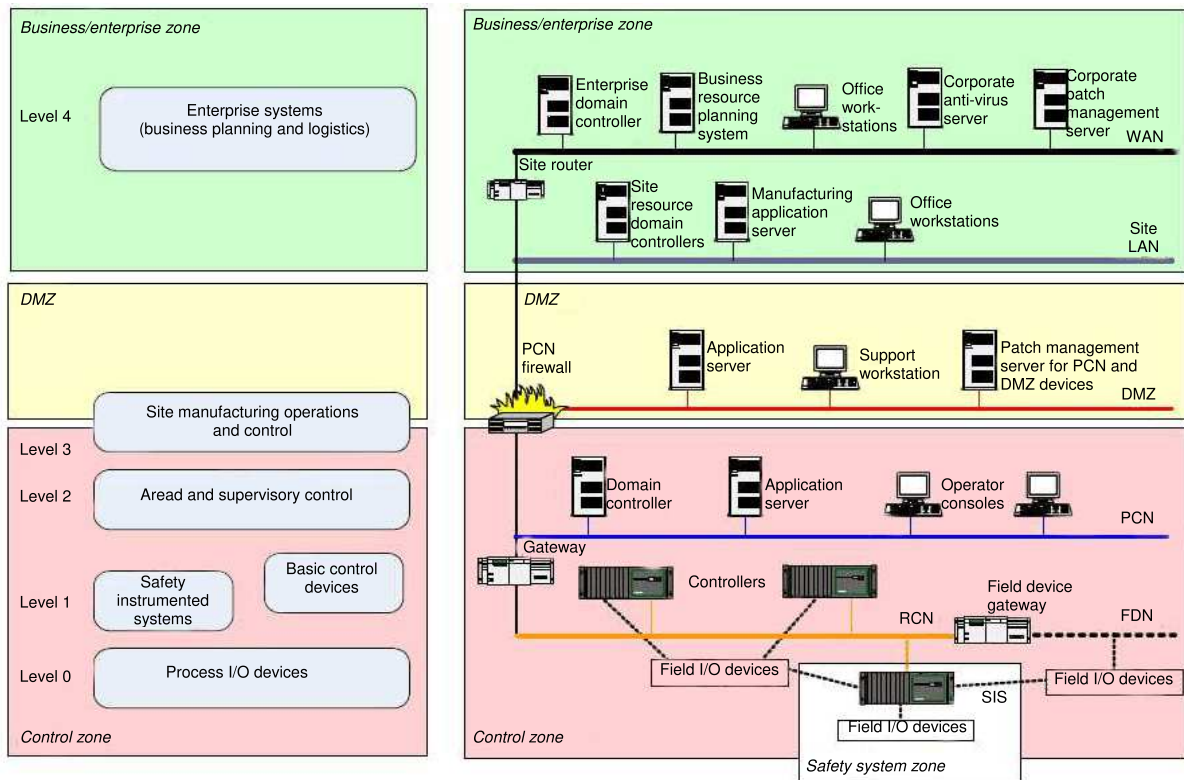 Business/enterprise zone
Level 4
Enterprise systems
(business planning and logistics)
DMZ
Site manufacturing operations
and control
Level 3
Level 2
Aread and supervisory control
Level 1
Safety
instrumented
systems
Basic control
devices
Level 0
Process I/O devices
Control zone
Business/enterprise zone
Enterprise
domain
controller
Business
resource
planning
system
Office
work-
stations
Corporate
anti-virus
server
Corporate
patch
management
server
WAN
Site router
Site
resource
domain
controllers
Manufacturing
application
server
Office
workstations
Site
LAN
DMZ
PCN
firewall
Application
server
Support
workstation
Patch management
server for PCN and
DMZ devices
DMZ
Domain
controller
Application
server
Operator
consoles
PCN
Gateway
Controllers
Field device
gateway
RCN
FDN
Field I/O devices
Field I/O devices
SIS
Field I/O devices
Control zone
Safety system zone